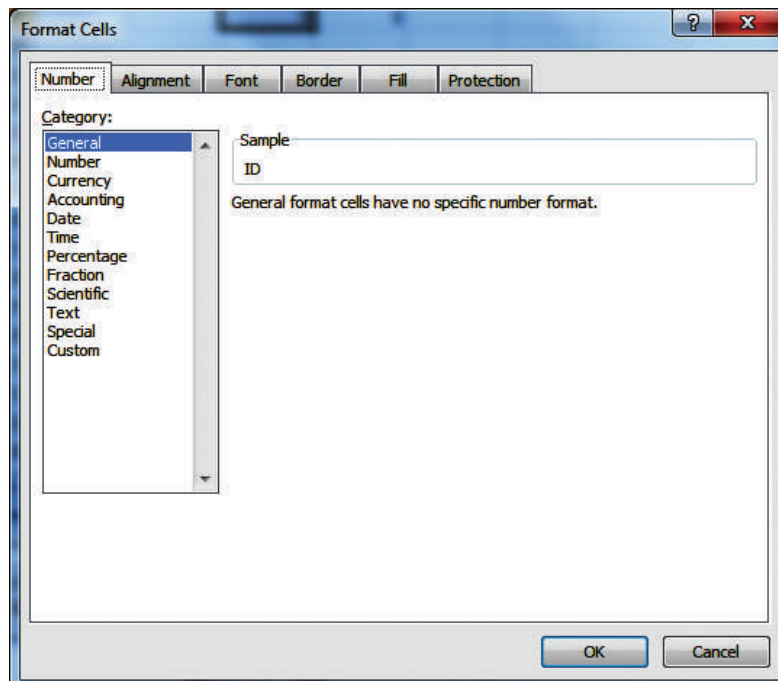 Format Cells
?
X
Number Alignment Font Border Fill Protection
Category:
General
Number
Currency
Accounting
Date
Time
Percentage
Fraction
Scientific
Text
Special
Custom
Sample
ID
General format cells have no specific number format.
OK Cancel